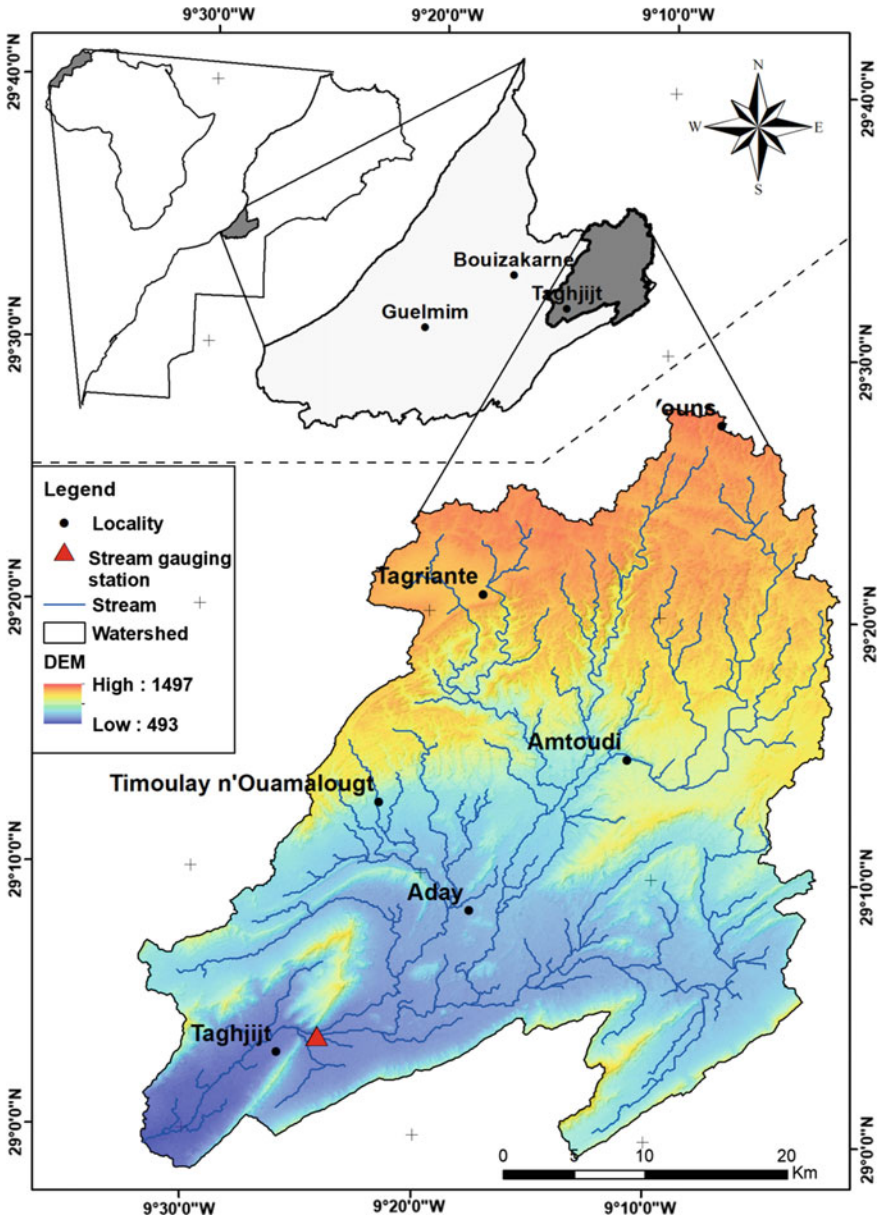 9°30'0"W
9°20'0"W
9°10'0"W
29°40'0"N
29°40'0"N
N
W
E
S
Bouizakarne
Taghjijt
Guelmim
29°30'0"N
29°30'0"N
'ouns
Legend
Locality
Stream gauging
station
Stream
Watershed
DEM
High : 1497
Low : 493
Tagriante
29°20'0"N
29°20'0"N
Amtoudi
Timoulay n'Ouamalougt
29°10'0"N
29°10'0"N
Aday
Taghjijt
29°0'0"N
29°0'0"N
0 5 10 20
Km
9°30'0"W
9°20'0"W
9°10'0"W